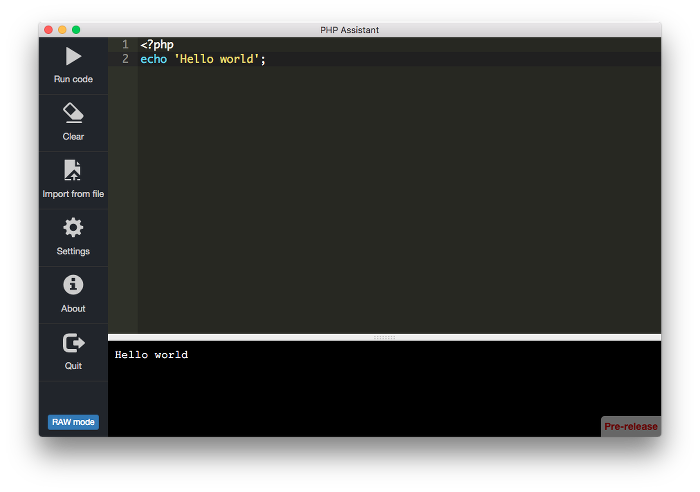 PHP Assistant
Run code
Clear
Import from file
Settings
About
Quit
RAW mode
1 <?php
2 echo 'Hello world';
Hello world
Pre-release